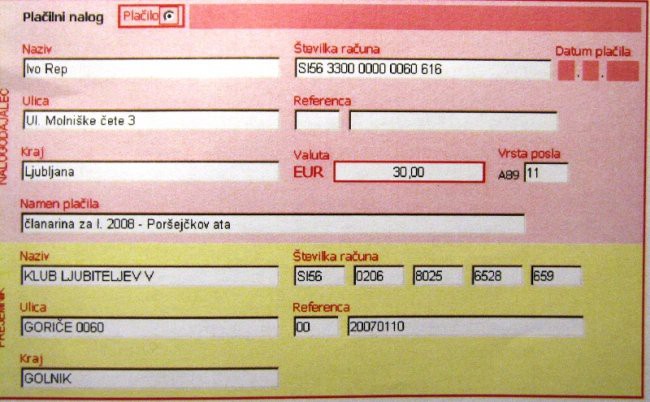 Plačilni nalog Plačilo
Naziv Številka računa Datum plačila
Ivo Rep SI56 3300 0000 0060 616 . .
Ulica Referenca
Ul. Molniške čete 3
Kraj Valuta Vrsta posla
Ljubljana EUR 30,00 A89 11
Namen plačila
članarina za l. 2008 - Poršejčkov ata
NALOGODAJALEC
Naziv Številka računa
KLUB LJUBITELJEV V SI56 0206 8025 6528 659
Ulica Referenca
GORIČE 0060 00 20070110
Kraj
GOLNIK
PREJEMNIK